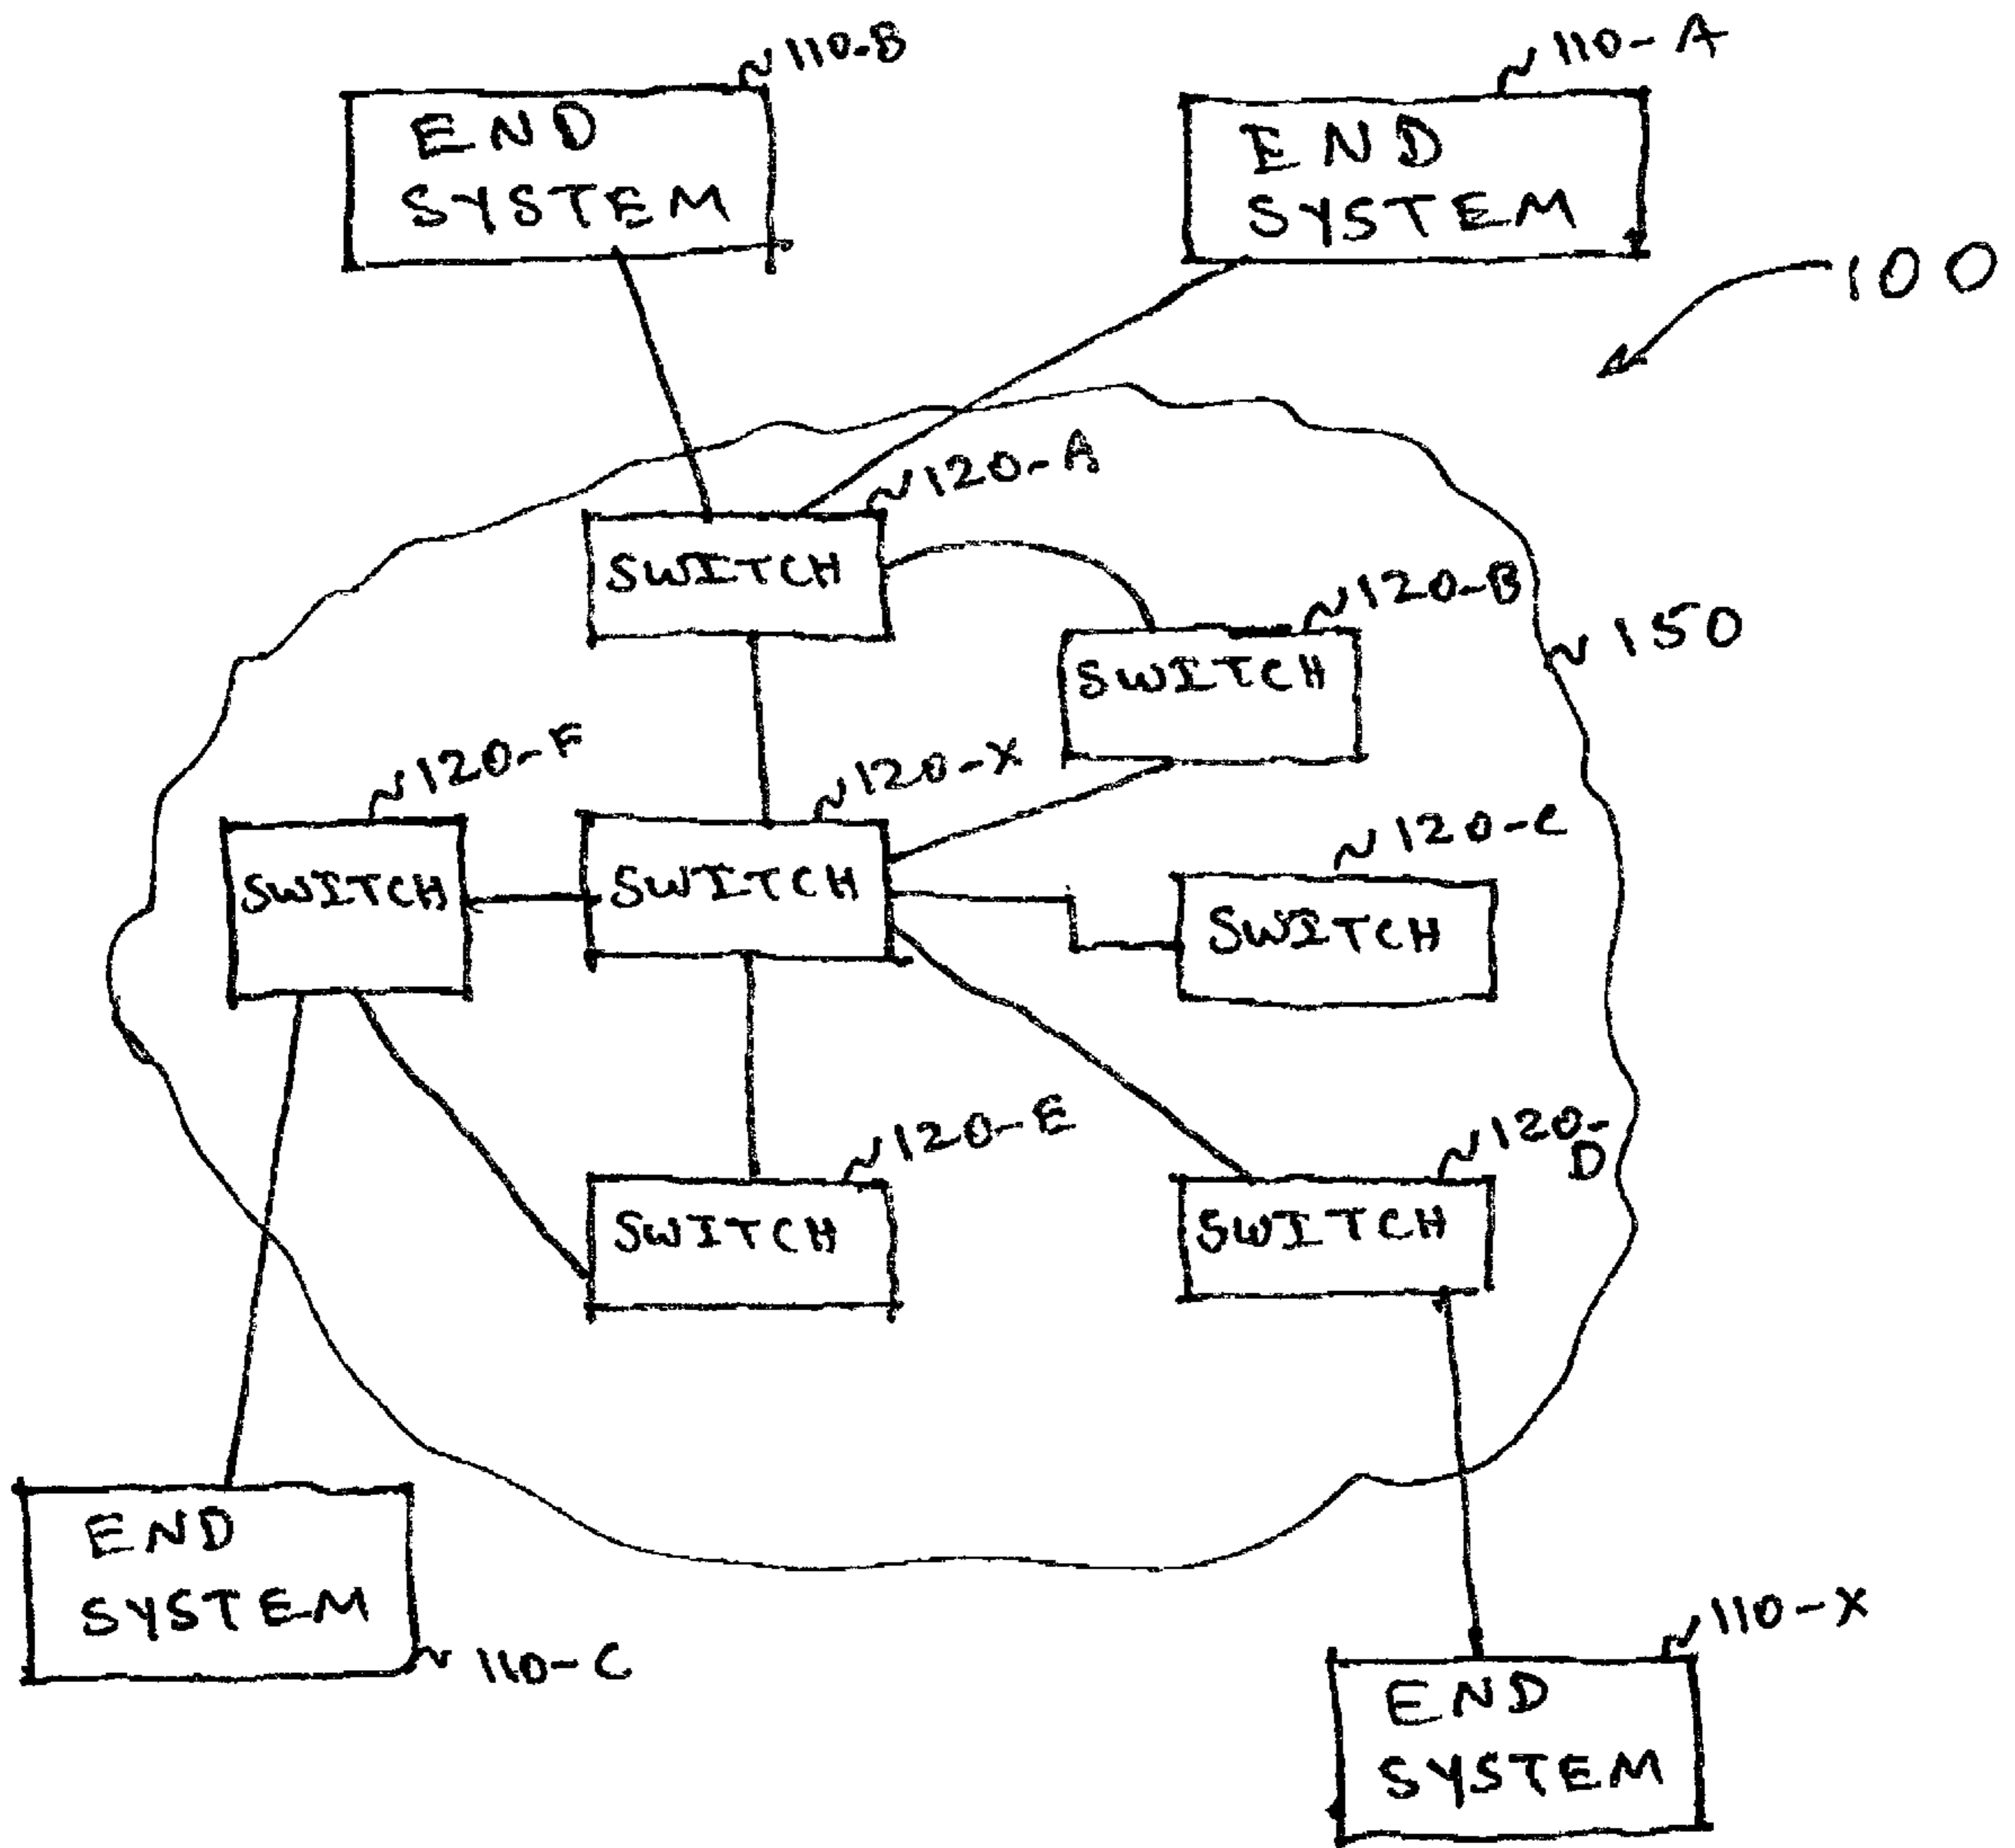 110-B
110-A
END
SYSTEM
END
SYSTEM
100
120-A
SWITCH
120-B
150
SWITCH
120-F
120-X
120-C
SWITCH
SWITCH
SWITCH
120-E
120-
D
SWITCH
SWITCH
END
SYSTEM
110-C
110-X
END
SYSTEM